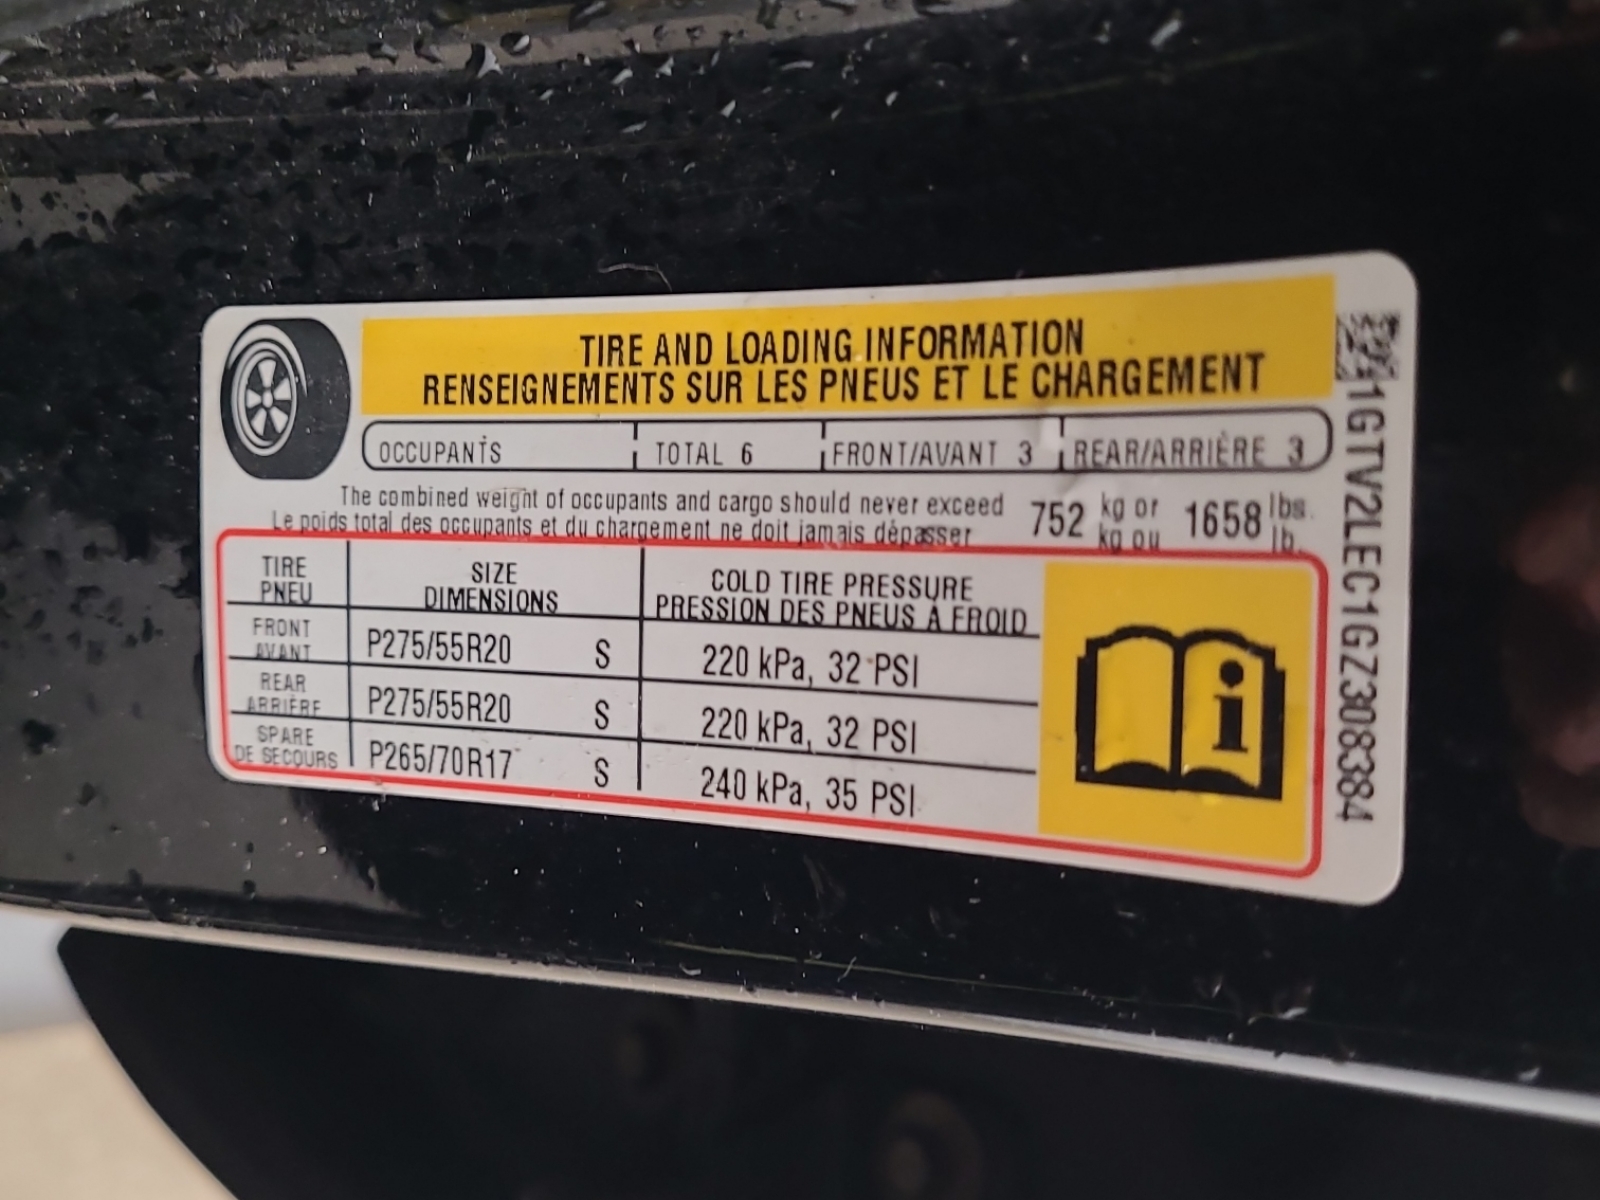 TIRE AND LOADING INFORMATION
RENSEIGNEMENTS SUR LES PNEUS ET LE CHARGEMENT
OCCUPANTS TOTAL 6 FRONT/AVANT 3 REAR/ARRIÈRE 3
The combined weight of occupants and cargo should never exceed 752 kg or 1658 lbs.
Le poids total des occupants et du chargement ne doit jamais dépasser kg ou lb.
TIRE SIZE COLD TIRE PRESSURE
PNEU DIMENSIONS PRESSION DES PNEUS À FROID
FRONT
AVANT P275/55R20 S 220 kPa, 32 PSI
REAR
ARRIÈRE P275/55R20 S 220 kPa, 32 PSI
SPARE
DE SECOURS P265/70R17 S 240 kPa, 35 PSI
1GTV2LEC1GZ308384